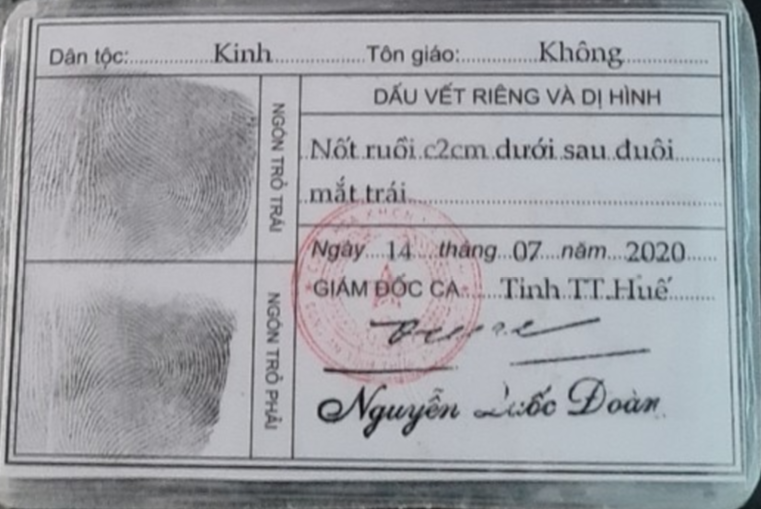 Dân tộc: Kinh Tôn giáo: Không
NGÓN TRỎ TRÁI
NGÓN TRỎ PHẢI
DẤU VẾT RIÊNG VÀ DỊ HÌNH
Nốt ruồi c2cm dưới sau đuôi
mắt trái
Ngày 14 tháng 07 năm 2020
GIÁM ĐỐC CA Tỉnh TT.Huế
Nguyễn Quốc Đoàn